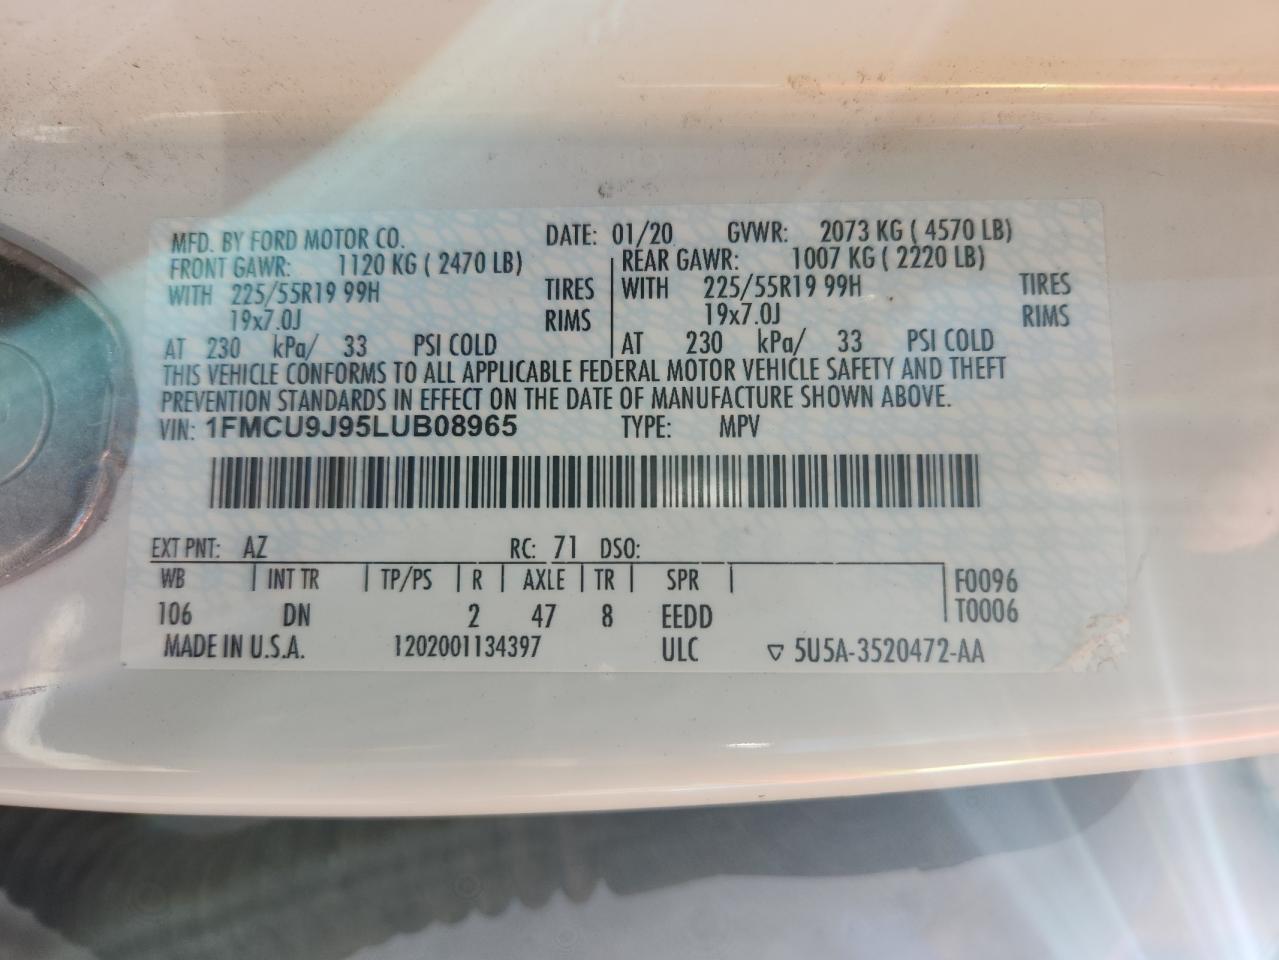 MFD. BY FORD MOTOR CO. DATE: 01/20 GVWR: 2073 KG ( 4570 LB)
FRONT GAWR: 1120 KG ( 2470 LB) REAR GAWR: 1007 KG ( 2220 LB)
WITH 225/55R19 99H TIRES WITH 225/55R19 99H TIRES
19x7.0J RIMS 19x7.0J RIMS
AT 230 kPa/ 33 PSI COLD AT 230 kPa/ 33 PSI COLD
THIS VEHICLE CONFORMS TO ALL APPLICABLE FEDERAL MOTOR VEHICLE SAFETY AND THEFT
PREVENTION STANDARDS IN EFFECT ON THE DATE OF MANUFACTURE SHOWN ABOVE.
VIN: 1FMCU9J95LUB08965 TYPE: MPV
EXT PNT: AZ RC: 71 DSO:
WB INT TR TP/PS R AXLE TR SPR F0096
106 DN 2 47 8 EEDD T0006
MADE IN U.S.A. 1202001134397 ULC ▽ 5U5A-3520472-AA